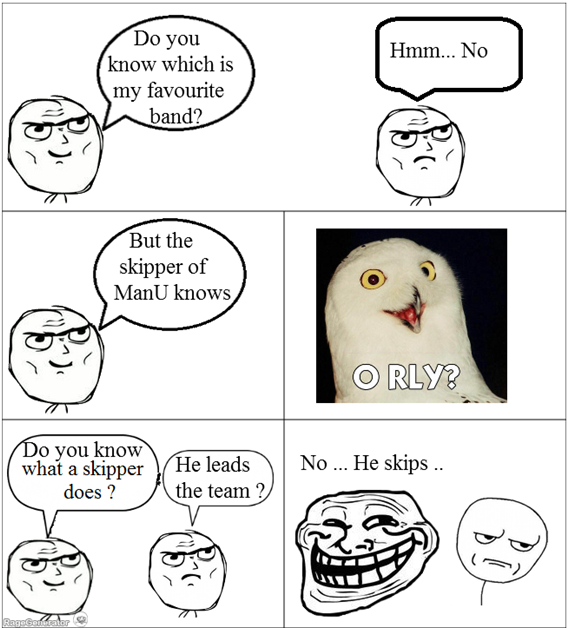 Do you
know which is
my favourite
band?
Hmm... No
But the
skipper of
ManU knows
O RLY?
Do you know
what a skipper
does ?
He leads
the team ?
No ... He skips ..
RageGenerator